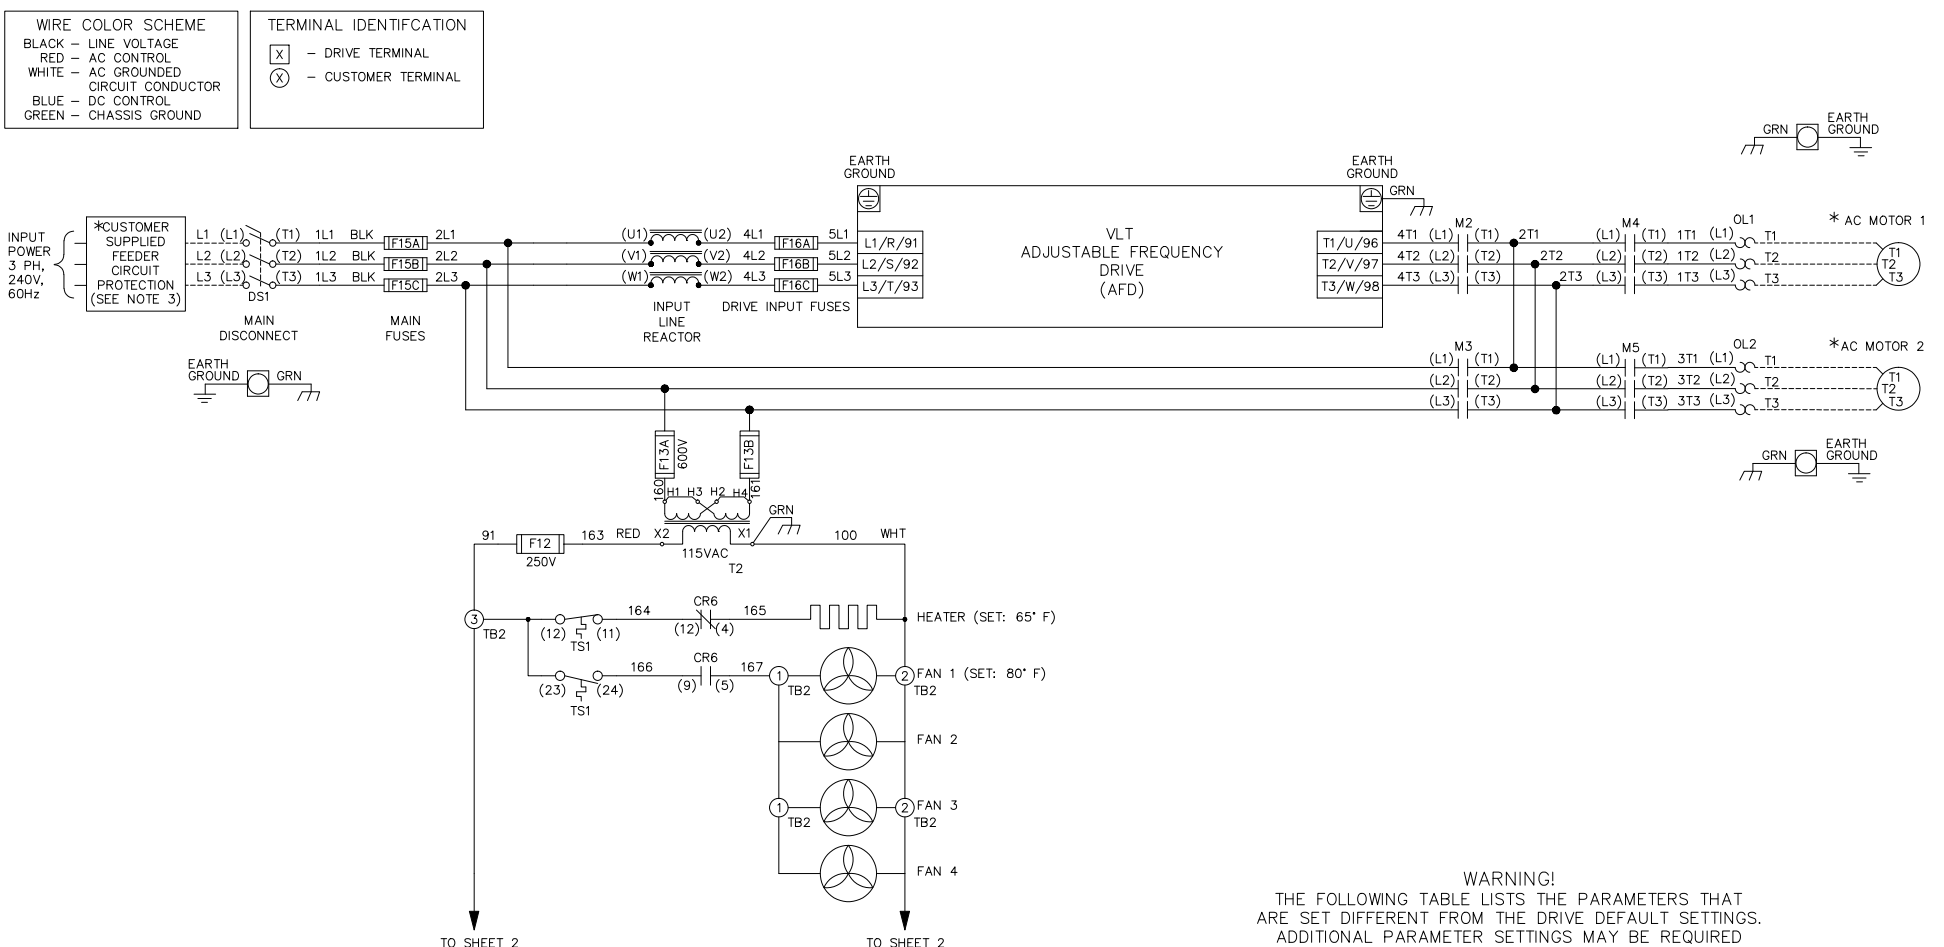 WIRE COLOR SCHEME
BLACK – LINE VOLTAGE
RED – AC CONTROL
WHITE – AC GROUNDED
CIRCUIT CONDUCTOR
BLUE – DC CONTROL
GREEN – CHASSIS GROUND
TERMINAL IDENTIFCATION
X – DRIVE TERMINAL
X – CUSTOMER TERMINAL
GRN
EARTH
GROUND
EARTH
GROUND
EARTH
GROUND
GRN
INPUT
POWER
3 PH,
240V,
60Hz
*CUSTOMER
SUPPLIED
FEEDER
CIRCUIT
PROTECTION
(SEE NOTE 3)
L1 (L1) (T1) 1L1 BLK F15A 2L1
L2 (L2) (T2) 1L2 BLK F15B 2L2
L3 (L3) (T3) 1L3 BLK F15C 2L3
DS1
MAIN
DISCONNECT
MAIN
FUSES
(U1) (U2) 4L1 F16A 5L1 L1/R/91
(V1) (V2) 4L2 F16B 5L2 L2/S/92
(W1) (W2) 4L3 F16C 5L3 L3/T/93
INPUT
LINE
REACTOR
DRIVE INPUT FUSES
VLT
ADJUSTABLE FREQUENCY
DRIVE
(AFD)
M2 M4 OL1 * AC MOTOR 1
T1/U/96 4T1 (L1) (T1) 2T1 (L1) (T1) 1T1 (L1) T1
T2/V/97 4T2 (L2) (T2) 2T2 (L2) (T2) 1T2 (L2) T2
T3/W/98 4T3 (L3) (T3) 2T3 (L3) (T3) 1T3 (L3) T3
T1
T2
T3
EARTH
GROUND
GRN
M3 M5 OL2 *AC MOTOR 2
(L1) (T1) (L1) (T1) 3T1 (L1) T1
(L2) (T2) (L2) (T2) 3T2 (L2) T2
(L3) (T3) (L3) (T3) 3T3 (L3) T3
T1
T2
T3
GRN
EARTH
GROUND
F13A
600V
F13B
160
161
H1 H3 H2 H4
GRN
91 F12 163 RED X2 X1 100 WHT
250V
115VAC
T2
3
TB2
164 CR6 165 HEATER (SET: 65° F)
(12) (11) (12) (4)
TS1
166 CR6 167 1 2 FAN 1 (SET: 80° F)
(23) (24) (9) (5) TB2 TB2
TS1
FAN 2
1 2 FAN 3
TB2 TB2
FAN 4
TO SHEET 2
TO SHEET 2
WARNING!
THE FOLLOWING TABLE LISTS THE PARAMETERS THAT
ARE SET DIFFERENT FROM THE DRIVE DEFAULT SETTINGS.
ADDITIONAL PARAMETER SETTINGS MAY BE REQUIRED